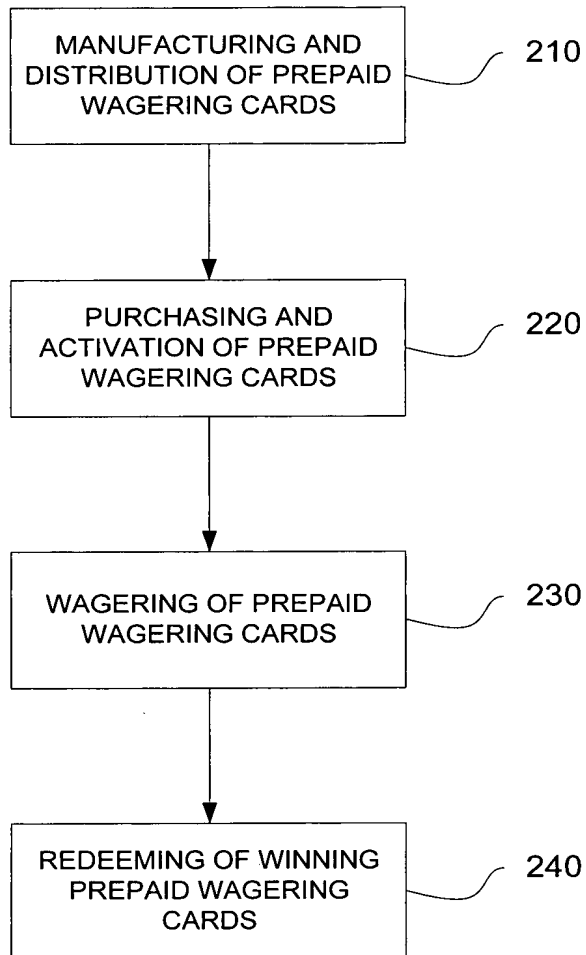 MANUFACTURING AND
DISTRIBUTION OF PREPAID
WAGERING CARDS
210
PURCHASING AND
ACTIVATION OF PREPAID
WAGERING CARDS
220
WAGERING OF PREPAID
WAGERING CARDS
230
REDEEMING OF WINNING
PREPAID WAGERING
CARDS
240